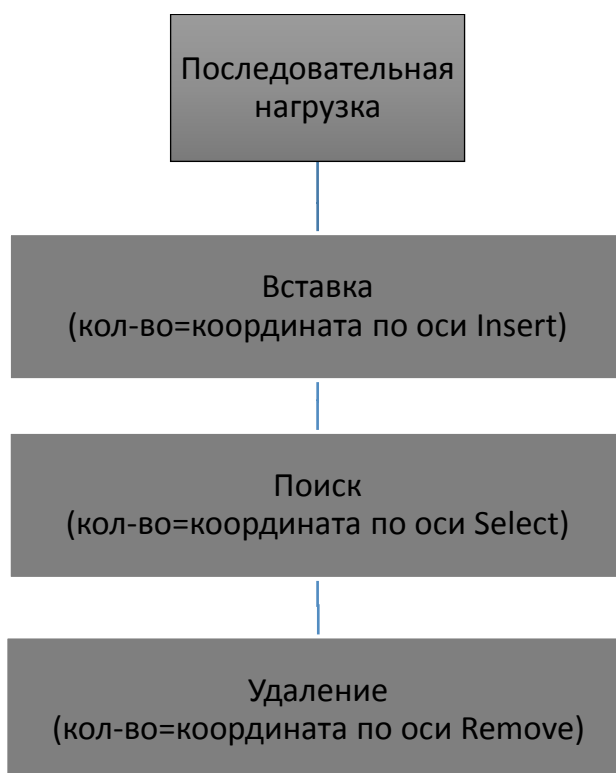 Последовательная
нагрузка
Вставка
(кол-во=координата по оси Insert)
Поиск
(кол-во=координата по оси Select)
Удаление
(кол-во=координата по оси Remove)